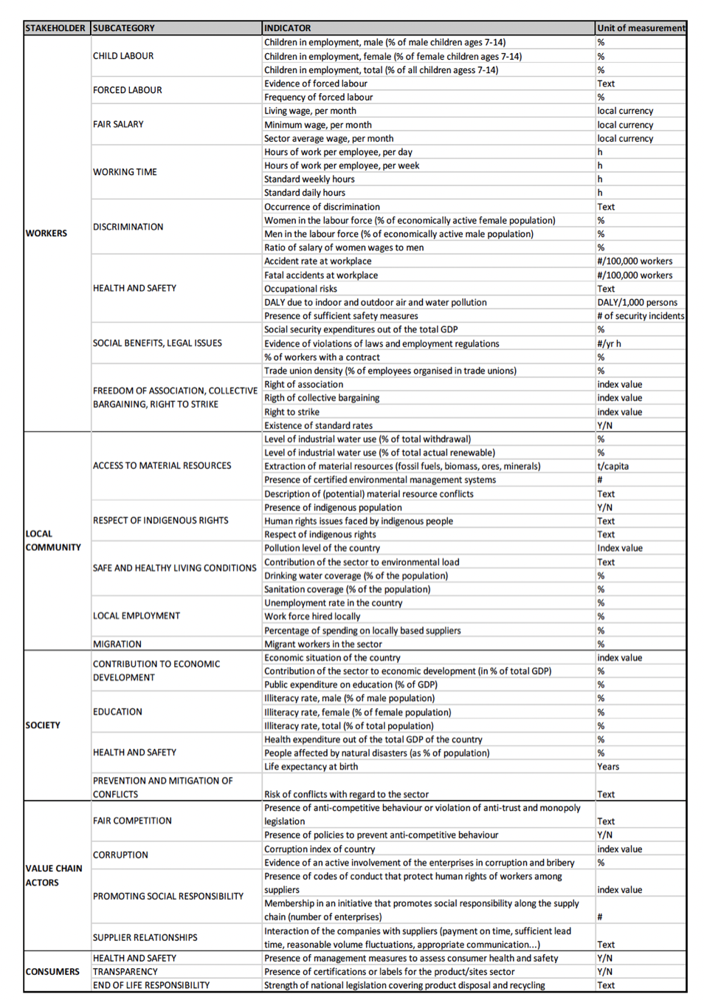 STAKEHOLDER SUBCATEGORY INDICATOR Unit of measurement
WORKERS
CHILD LABOUR
Children in employment, male (% of male children ages 7-14) %
Children in employment, female (% of female children ages 7-14) %
Children in employment, total (% of all children agess 7-14) %
FORCED LABOUR
Evidence of forced labour Text
Frequency of forced labour %
FAIR SALARY
Living wage, per month local currency
Minimum wage, per month local currency
Sector average wage, per month local currency
WORKING TIME
Hours of work per employee, per day h
Hours of work per employee, per week h
Standard weekly hours h
Standard daily hours h
DISCRIMINATION
Occurrence of discrimination Text
Women in the labour force (% of economically active female population) %
Men in the labour force (% of economically active male population) %
Ratio of salary of women wages to men %
HEALTH AND SAFETY
Accident rate at workplace #/100,000 workers
Fatal accidents at workplace #/100,000 workers
Occupational risks Text
DALY due to indoor and outdoor air and water pollution DALY/1,000 persons
Presence of sufficient safety measures # of security incidents
SOCIAL BENEFITS, LEGAL ISSUES
Social security expenditures out of the total GDP %
Evidence of violations of laws and employment regulations #/yr h
% of workers with a contract %
FREEDOM OF ASSOCIATION, COLLECTIVE
BARGAINING, RIGHT TO STRIKE
Trade union density (% of employees organised in trade unions) %
Right of association index value
Rigth of collective bargaining index value
Right to strike index value
Existence of standard rates Y/N
LOCAL
COMMUNITY
ACCESS TO MATERIAL RESOURCES
Level of industrial water use (% of total withdrawal) %
Level of industrial water use (% of total actual renewable) %
Extraction of material resources (fossil fuels, biomass, ores, minerals) t/capita
Presence of certified environmental management systems #
Description of (potential) material resource conflicts Text
RESPECT OF INDIGENOUS RIGHTS
Presence of indigenous population Y/N
Human rights issues faced by indigenous people Text
Respect of indigenous rights Text
SAFE AND HEALTHY LIVING CONDITIONS
Pollution level of the country Index value
Contribution of the sector to environmental load Text
Drinking water coverage (% of the population) %
Sanitation coverage (% of the population) %
LOCAL EMPLOYMENT
Unemployment rate in the country %
Work force hired locally %
Percentage of spending on locally based suppliers %
MIGRATION Migrant workers in the sector %
SOCIETY
CONTRIBUTION TO ECONOMIC
DEVELOPMENT
Economic situation of the country index value
Contribution of the sector to economic development (in % of total GDP) %
Public expenditure on education (% of GDP) %
EDUCATION
Illiteracy rate, male (% of male population) %
Illiteracy rate, female (% of female population) %
Illiteracy rate, total (% of total population) %
HEALTH AND SAFETY
Health expenditure out of the total GDP of the country %
People affected by natural disasters (as % of population) %
Life expectancy at birth Years
PREVENTION AND MITIGATION OF
CONFLICTS Risk of conflicts with regard to the sector Text
VALUE CHAIN
ACTORS
FAIR COMPETITION
Presence of anti-competitive behaviour or violation of anti-trust and monopoly
legislation Text
Presence of policies to prevent anti-competitive behaviour Y/N
CORRUPTION
Corruption index of country index value
Evidence of an active involvement of the enterprises in corruption and bribery %
PROMOTING SOCIAL RESPONSIBILITY
Presence of codes of conduct that protect human rights of workers among
suppliers index value
Membership in an initiative that promotes social responsibility along the supply
chain (number of enterprises) #
SUPPLIER RELATIONSHIPS
Interaction of the companies with suppliers (payment on time, sufficient lead
time, reasonable volume fluctuations, appropriate communication...) Text
CONSUMERS
HEALTH AND SAFETY Presence of management measures to assess consumer health and safety Y/N
TRANSPARENCY Presence of certifications or labels for the product/sites sector Y/N
END OF LIFE RESPONSIBILITY Strength of national legislation covering product disposal and recycling Text